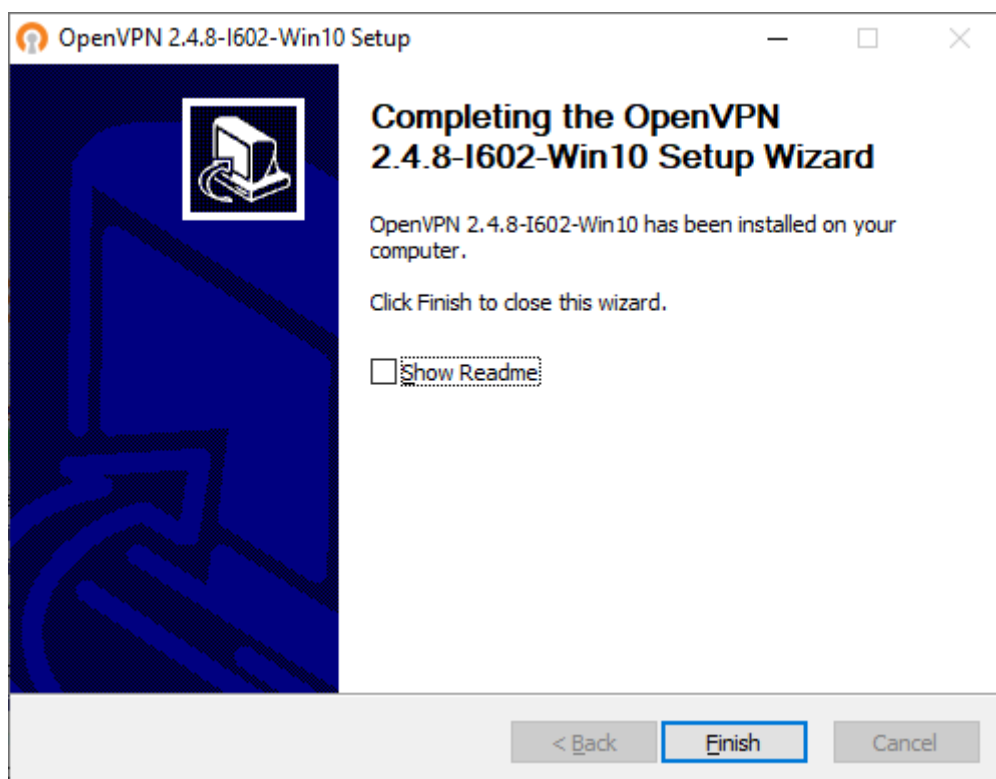 OpenVPN 2.4.8-I602-Win10 Setup
Completing the OpenVPN
2.4.8-I602-Win10 Setup Wizard
OpenVPN 2.4.8-I602-Win10 has been installed on your
computer.
Click Finish to close this wizard.
Show Readme
< Back
Finish
Cancel